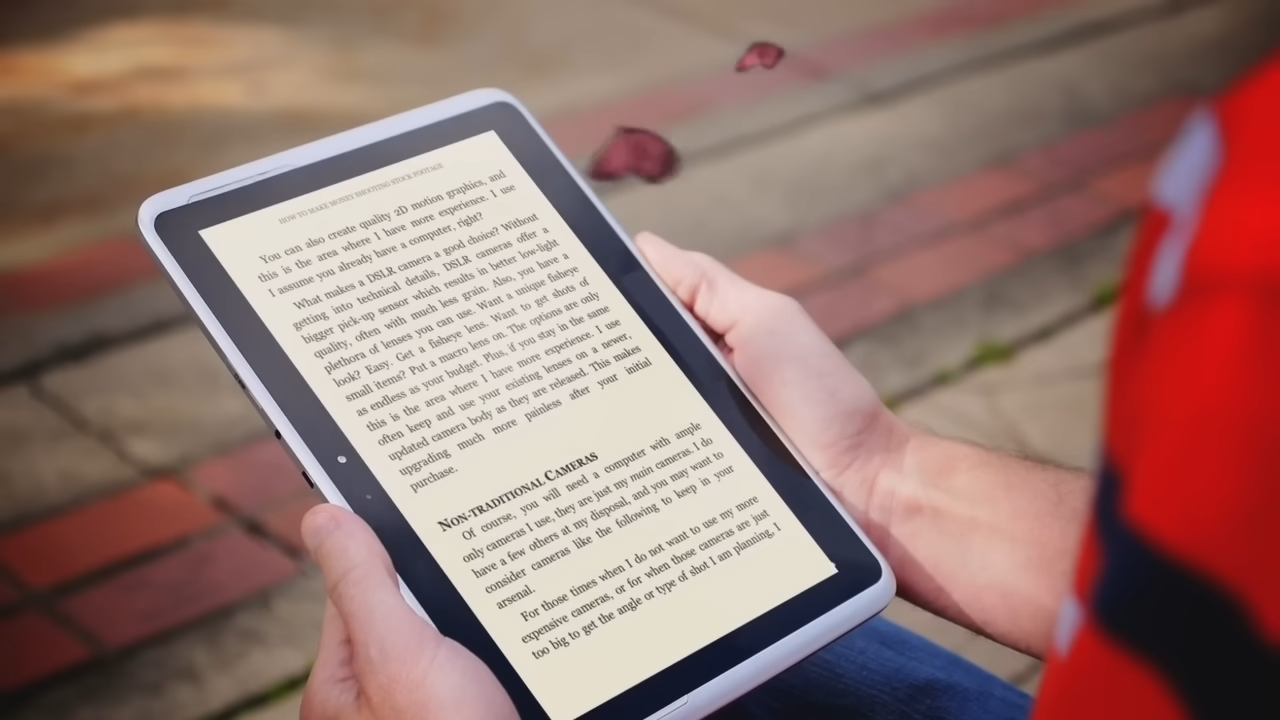 HOW TO MAKE MONEY SHOOTING STOCK FOOTAGE
You can also create quality 2D motion graphics, and
this is the area where I have more experience. I use
I assume you already have a computer, right?
What makes a DSLR camera a good choice? Without
getting into technical details, DSLR cameras offer a
bigger pick-up sensor which results in better low-light
quality, often with much less grain. Also, you have a
plethora of lenses you can use. Want a unique fisheye
look? Easy. Get a fisheye lens. Want to get shots of
small items? Put a macro lens on. The options are only
as endless as your budget. Plus, if you stay in the same
this is the area where I have more experience. I use
often keep and use your existing lenses on a newer,
updated camera body as they are released. This makes
upgrading much more painless after your initial
purchase.
NON-TRADITIONAL CAMERAS
Of course, you will need a computer with ample
only cameras I use, they are just my main cameras. I do
have a few others at my disposal, and you may want to
consider cameras like the following to keep in your
arsenal.
For those times when I do not want to use my more
expensive cameras, or for when those cameras are just
too big to get the angle or type of shot I am planning, I